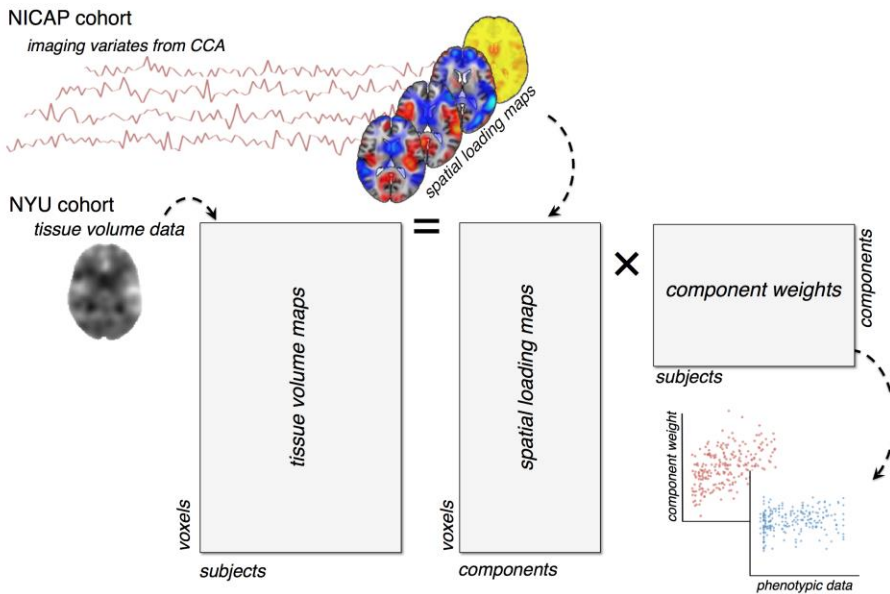 NICAP cohort
imaging variates from CCA
spatial loading maps
NYU cohort
tissue volume data
=
×
tissue volume maps
voxels
subjects
spatial loading maps
voxels
components
component weights
components
subjects
component weight
phenotypic data